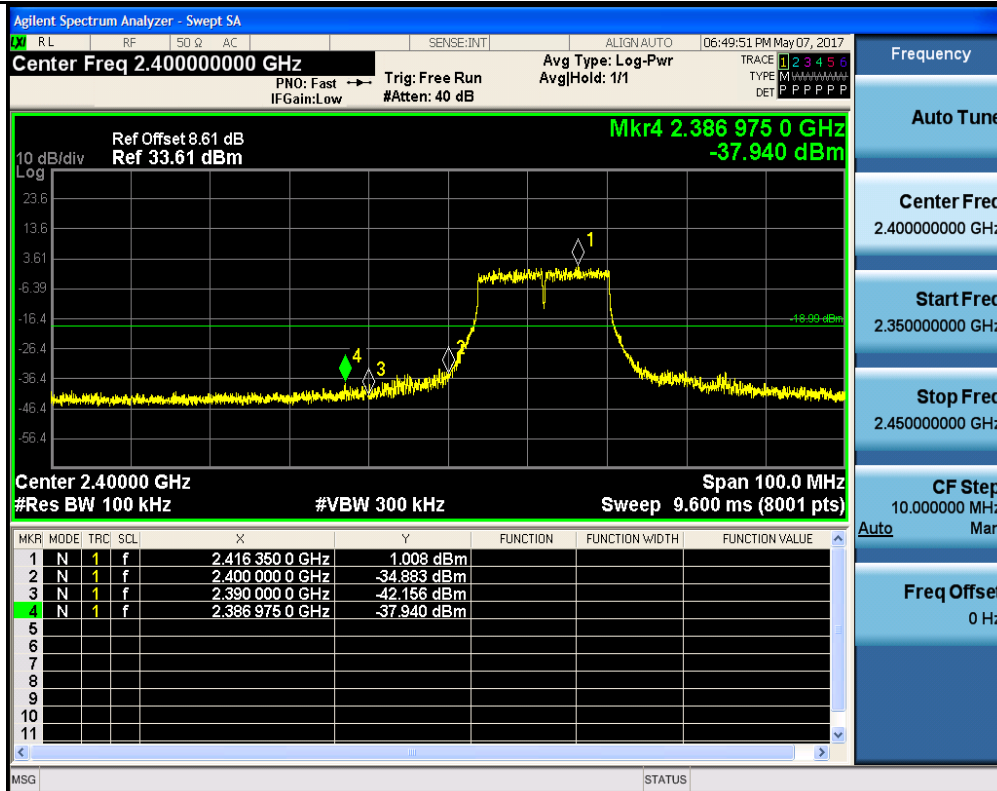 Agilent Spectrum Analyzer - Swept SA
LXI RL RF 50 Ω AC SENSE:INT ALIGN AUTO 06:49:51 PM May 07, 2017
Center Freq 2.400000000 GHz
PNO: Fast
IFGain:Low
Trig: Free Run
#Atten: 40 dB
Avg Type: Log-Pwr
Avg|Hold: 1/1
TRACE 1 2 3 4 5 6
TYPE M
DET P P P P P P
Ref Offset 8.61 dB
Ref 33.61 dBm
10 dB/div
Log
Mkr4 2.386 975 0 GHz
-37.940 dBm
23.6
13.6
3.61
-6.39
-16.4
-26.4
-36.4
-46.4
-56.4
1
2
3
4
-18.99 dBm
Center 2.40000 GHz Span 100.0 MHz
#Res BW 100 kHz #VBW 300 kHz Sweep 9.600 ms (8001 pts)
MKR MODE TRC SCL X Y FUNCTION FUNCTION WIDTH FUNCTION VALUE
1 N 1 f 2.416 350 0 GHz 1.008 dBm
2 N 1 f 2.400 000 0 GHz -34.883 dBm
3 N 1 f 2.390 000 0 GHz -42.156 dBm
4 N 1 f 2.386 975 0 GHz -37.940 dBm
5
6
7
8
9
10
11
MSG STATUS
Frequency
Auto Tune
Center Freq
2.400000000 GHz
Start Freq
2.350000000 GHz
Stop Freq
2.450000000 GHz
CF Step
10.000000 MHz
Auto Man
Freq Offset
0 Hz